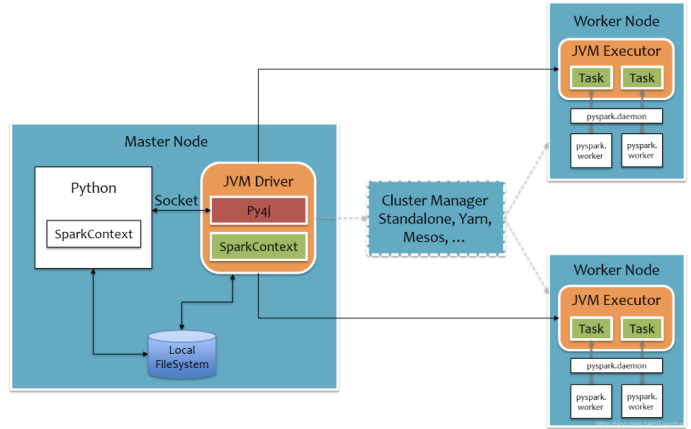 Master Node
Python
SparkContext
Socket
JVM Driver
Py4j
SparkContext
Local
FileSystem
Cluster Manager
Standalone, Yarn,
Mesos, ...
Worker Node
JVM Executor
Task Task
pyspark.daemon
pyspark. pyspark.
worker worker
Worker Node
JVM Executor
Task Task
pyspark.daemon
pyspark. pyspark.
worker worker